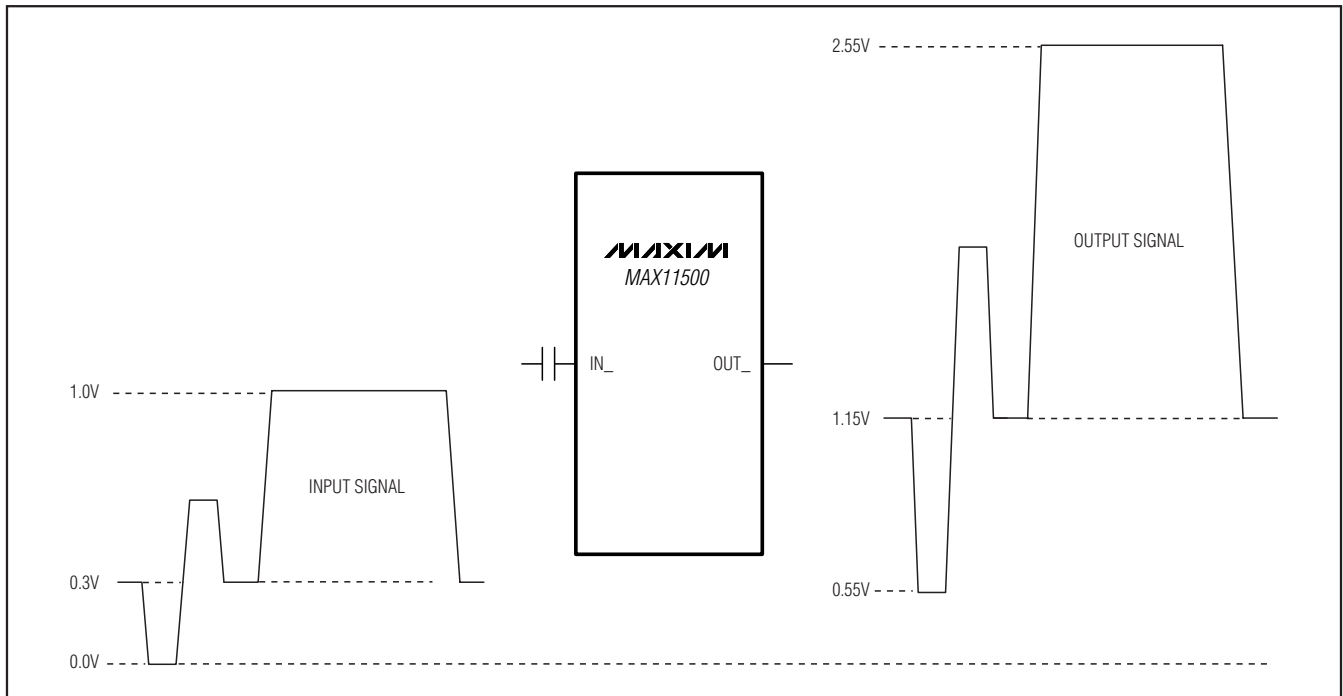 2.55V
OUTPUT SIGNAL
MAXIM
MAX11500
IN_
OUT_
1.0V
1.15V
INPUT SIGNAL
0.3V
0.55V
0.0V